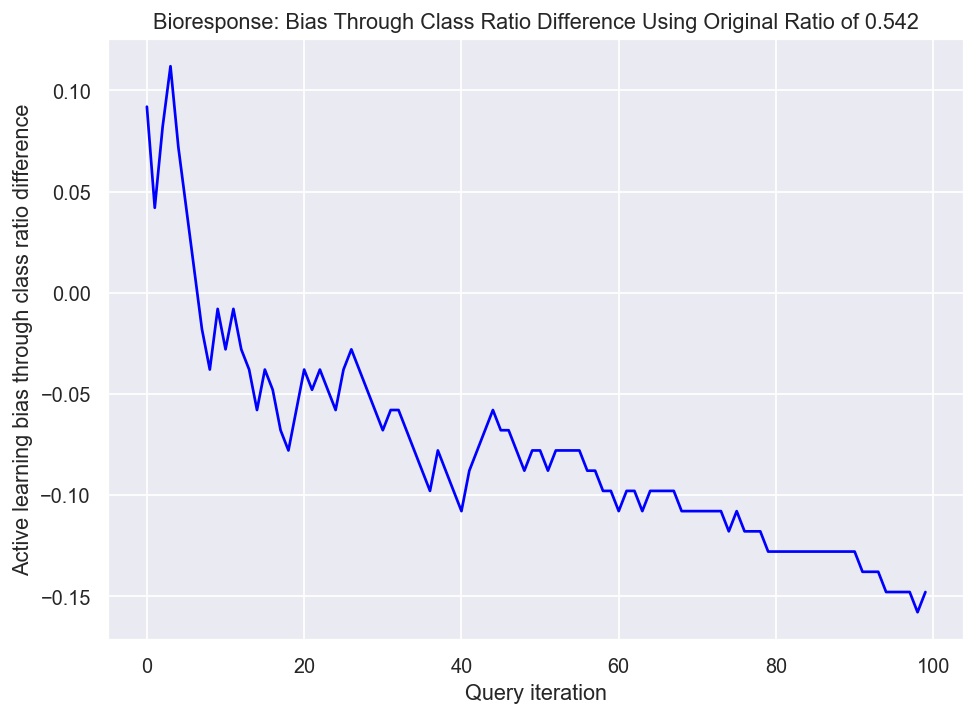 Bioresponse: Bias Through Class Ratio Difference Using Original Ratio of 0.542
Active learning bias through class ratio difference
0.10
0.05
0.00
−0.05
−0.10
−0.15
0 20 40 60 80 100
Query iteration